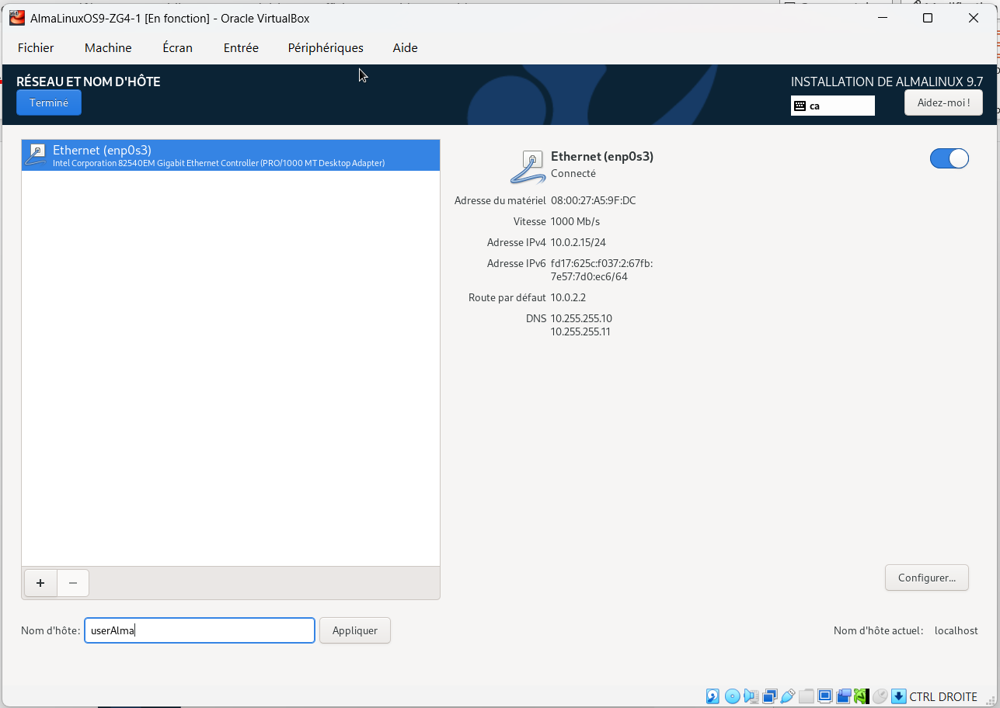 AlmaLinuxOS9-ZG4-1 [En fonction] - Oracle VirtualBox
Fichier Machine Écran Entrée Périphériques Aide
RÉSEAU ET NOM D'HÔTE
INSTALLATION DE ALMALINUX 9.7
Terminé
ca
Aidez-moi !
Ethernet (enp0s3)
Intel Corporation 82540EM Gigabit Ethernet Controller (PRO/1000 MT Desktop Adapter)
Ethernet (enp0s3)
Connecté
Adresse du matériel 08:00:27:A5:9F:DC
Vitesse 1000 Mb/s
Adresse IPv4 10.0.2.15/24
Adresse IPv6 fd17:625c:f037:2:67fb:
7e57:7d0:ec6/64
Route par défaut 10.0.2.2
DNS 10.255.255.10
10.255.255.11
+ −
Configurer...
Nom d'hôte: userAlma Appliquer
Nom d'hôte actuel: localhost
CTRL DROITE